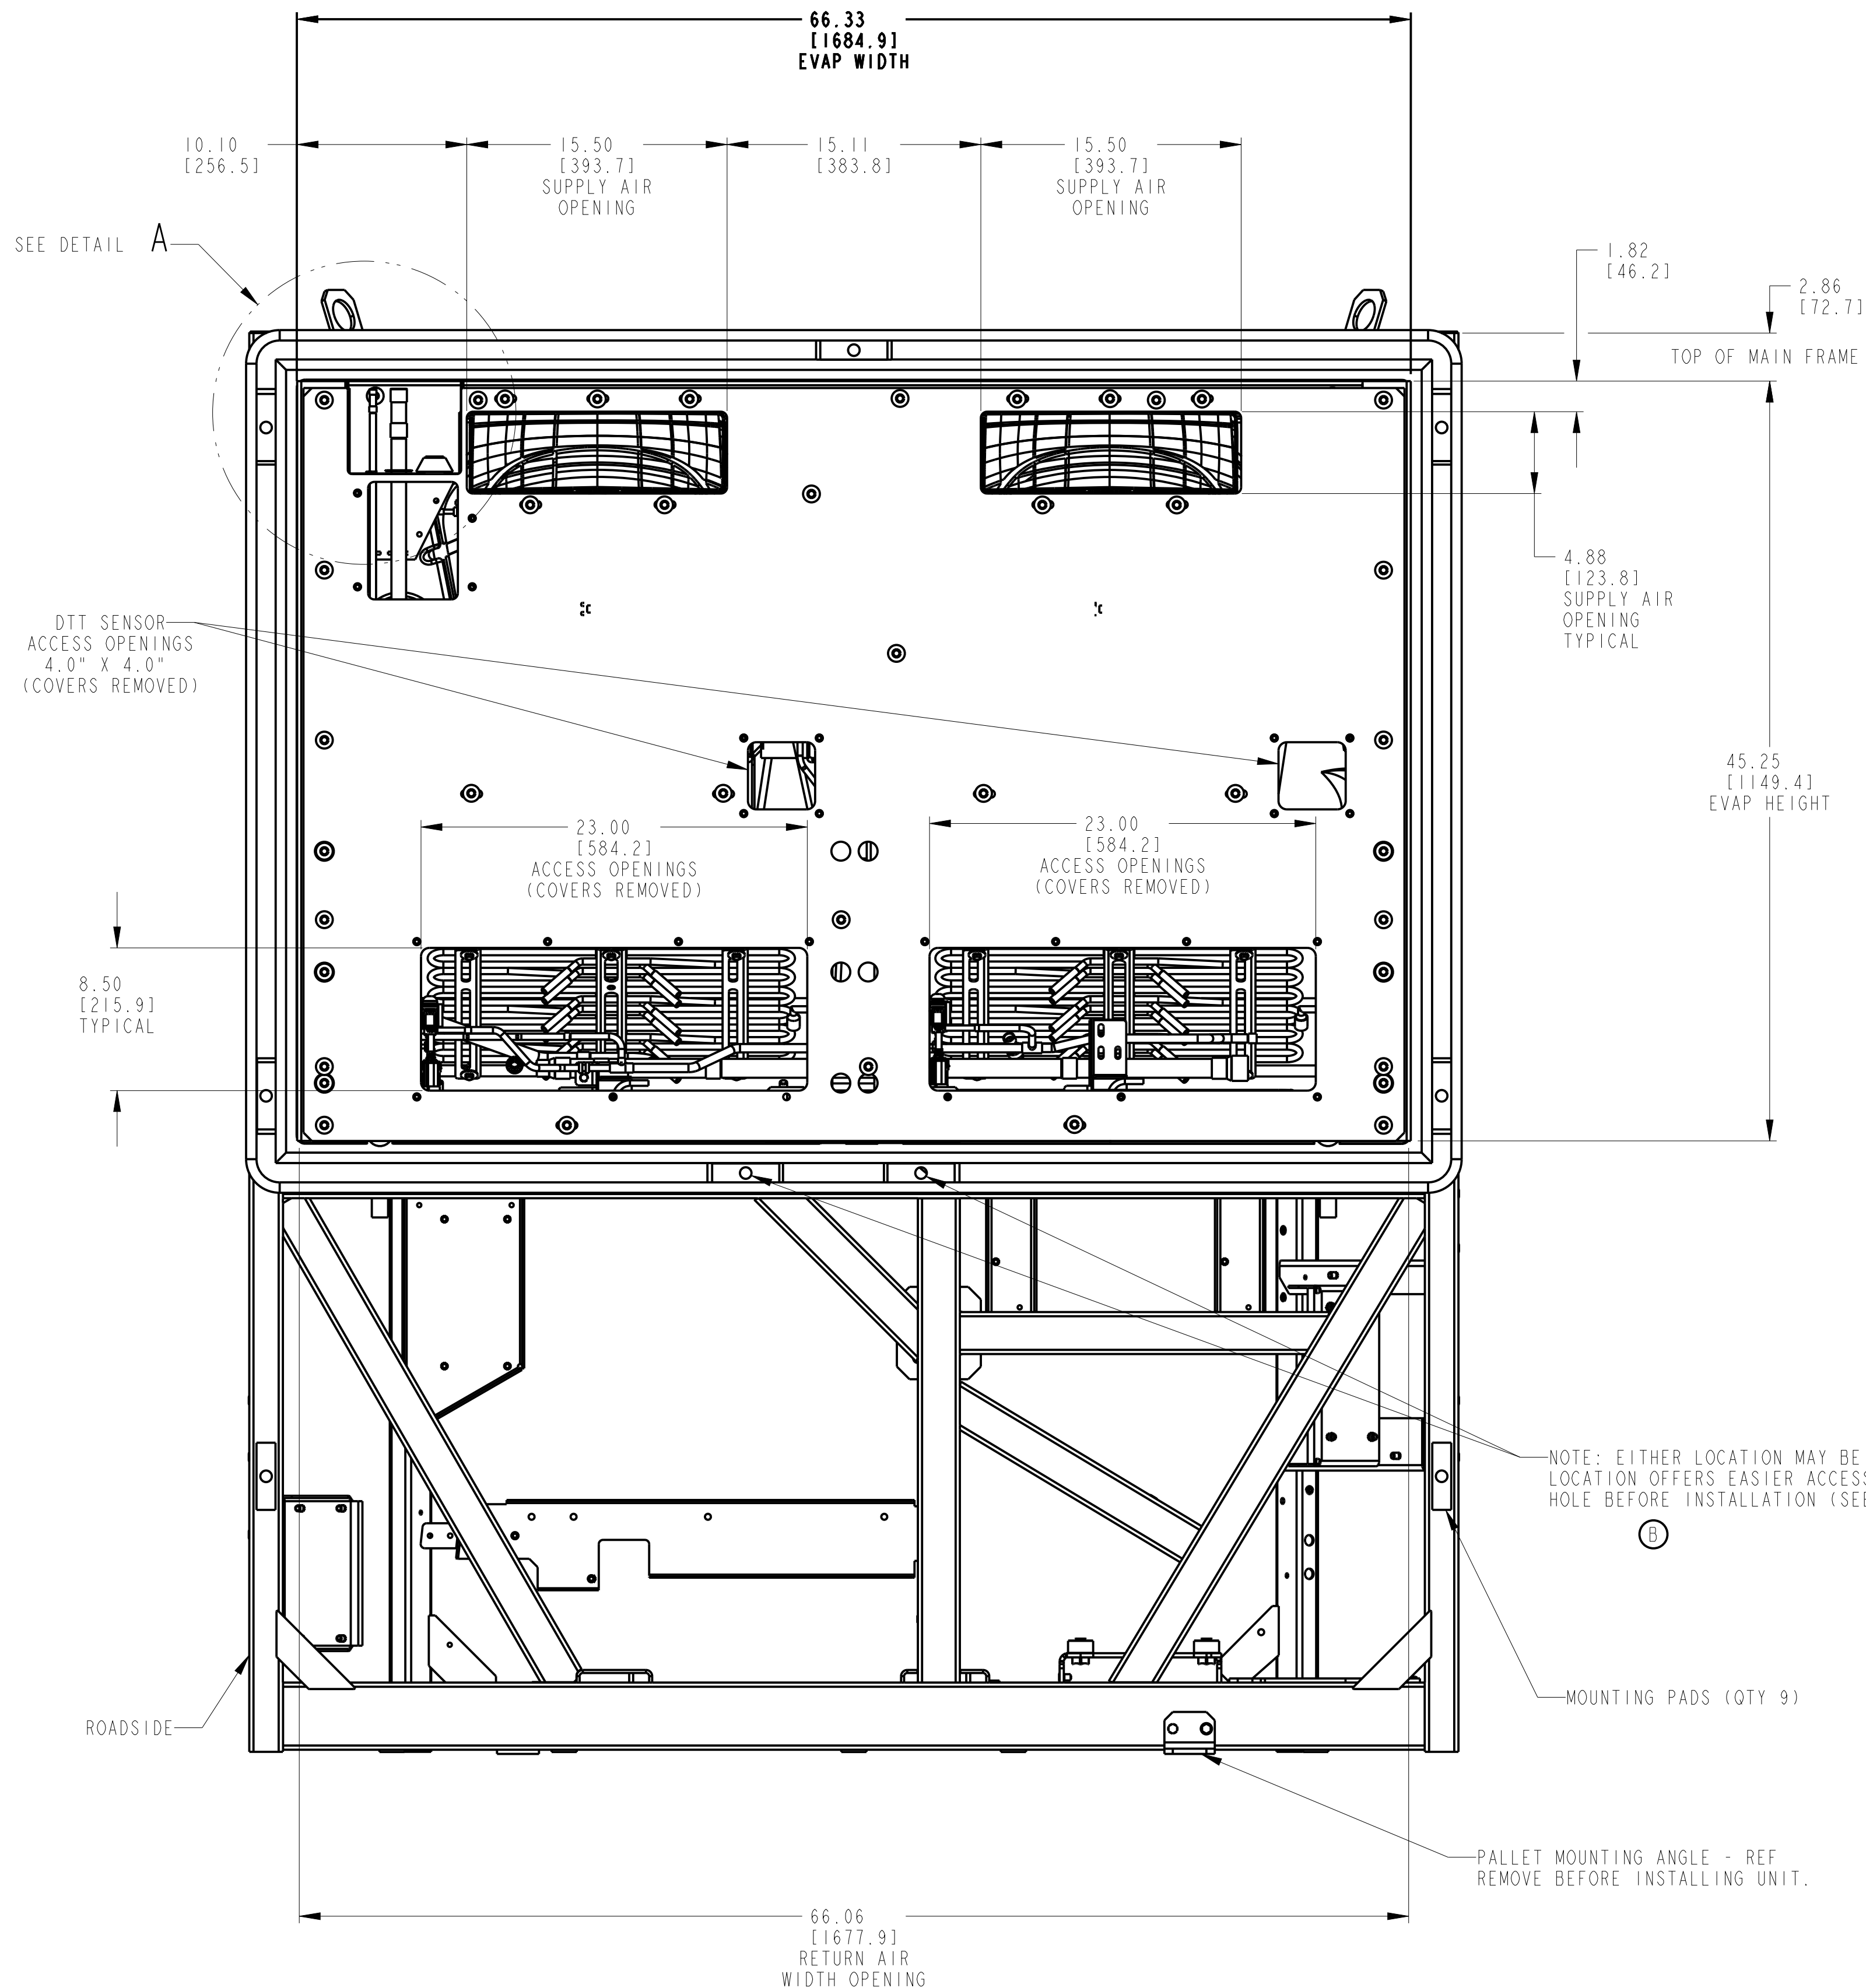 66.33
[1684.9]
EVAP WIDTH
10.10
[256.5]
15.50
[393.7]
SUPPLY AIR
OPENING
15.11
[383.8]
15.50
[393.7]
SUPPLY AIR
OPENING
SEE DETAIL A
1.82
[46.2]
2.86
[72.7]
TOP OF MAIN FRAME
4.88
[123.8]
SUPPLY AIR
OPENING
TYPICAL
DTT SENSOR
ACCESS OPENINGS
4.0" X 4.0"
(COVERS REMOVED)
45.25
[1149.4]
EVAP HEIGHT
23.00
[584.2]
ACCESS OPENINGS
(COVERS REMOVED)
23.00
[584.2]
ACCESS OPENINGS
(COVERS REMOVED)
8.50
[215.9]
TYPICAL
NOTE: EITHER LOCATION MAY BE
LOCATION OFFERS EASIER ACCESS
HOLE BEFORE INSTALLATION (SEE
B
MOUNTING PADS (QTY 9)
ROADSIDE
PALLET MOUNTING ANGLE - REF
REMOVE BEFORE INSTALLING UNIT.
66.06
[1677.9]
RETURN AIR
WIDTH OPENING